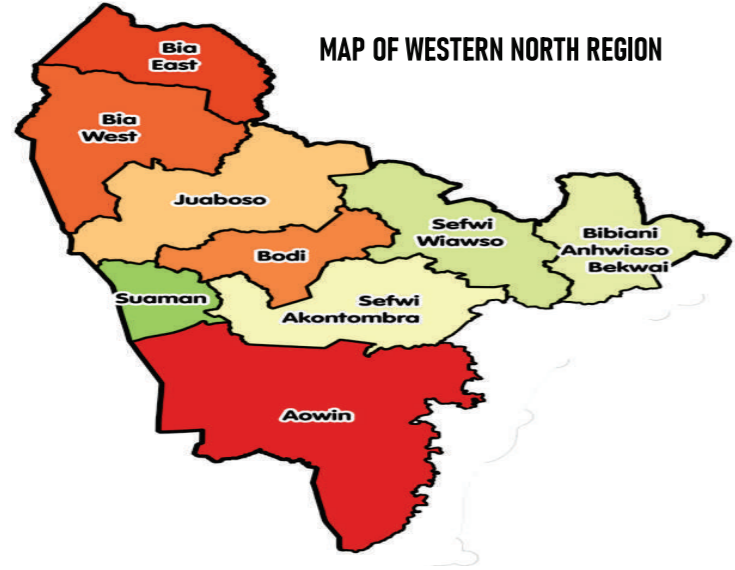 MAP OF WESTERN NORTH REGION
Bia
East
Bia
West
Juaboso
Sefwi
Wiawso
Bibiani
Anhwiaso
Bekwai
Bodi
Suaman
Sefwi
Akontombra
Aowin